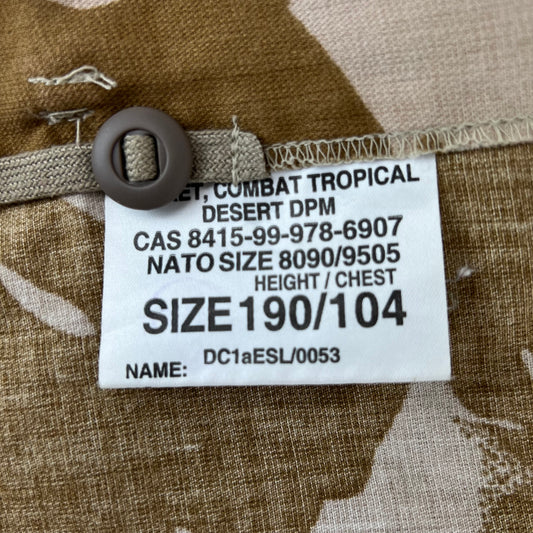 COMBAT TROPICAL
DESERT DPM
CAS 8415-99-978-6907
NATO SIZE 8090/9505
HEIGHT / CHEST
SIZE 190/104
DC1aESL/0053
NAME: